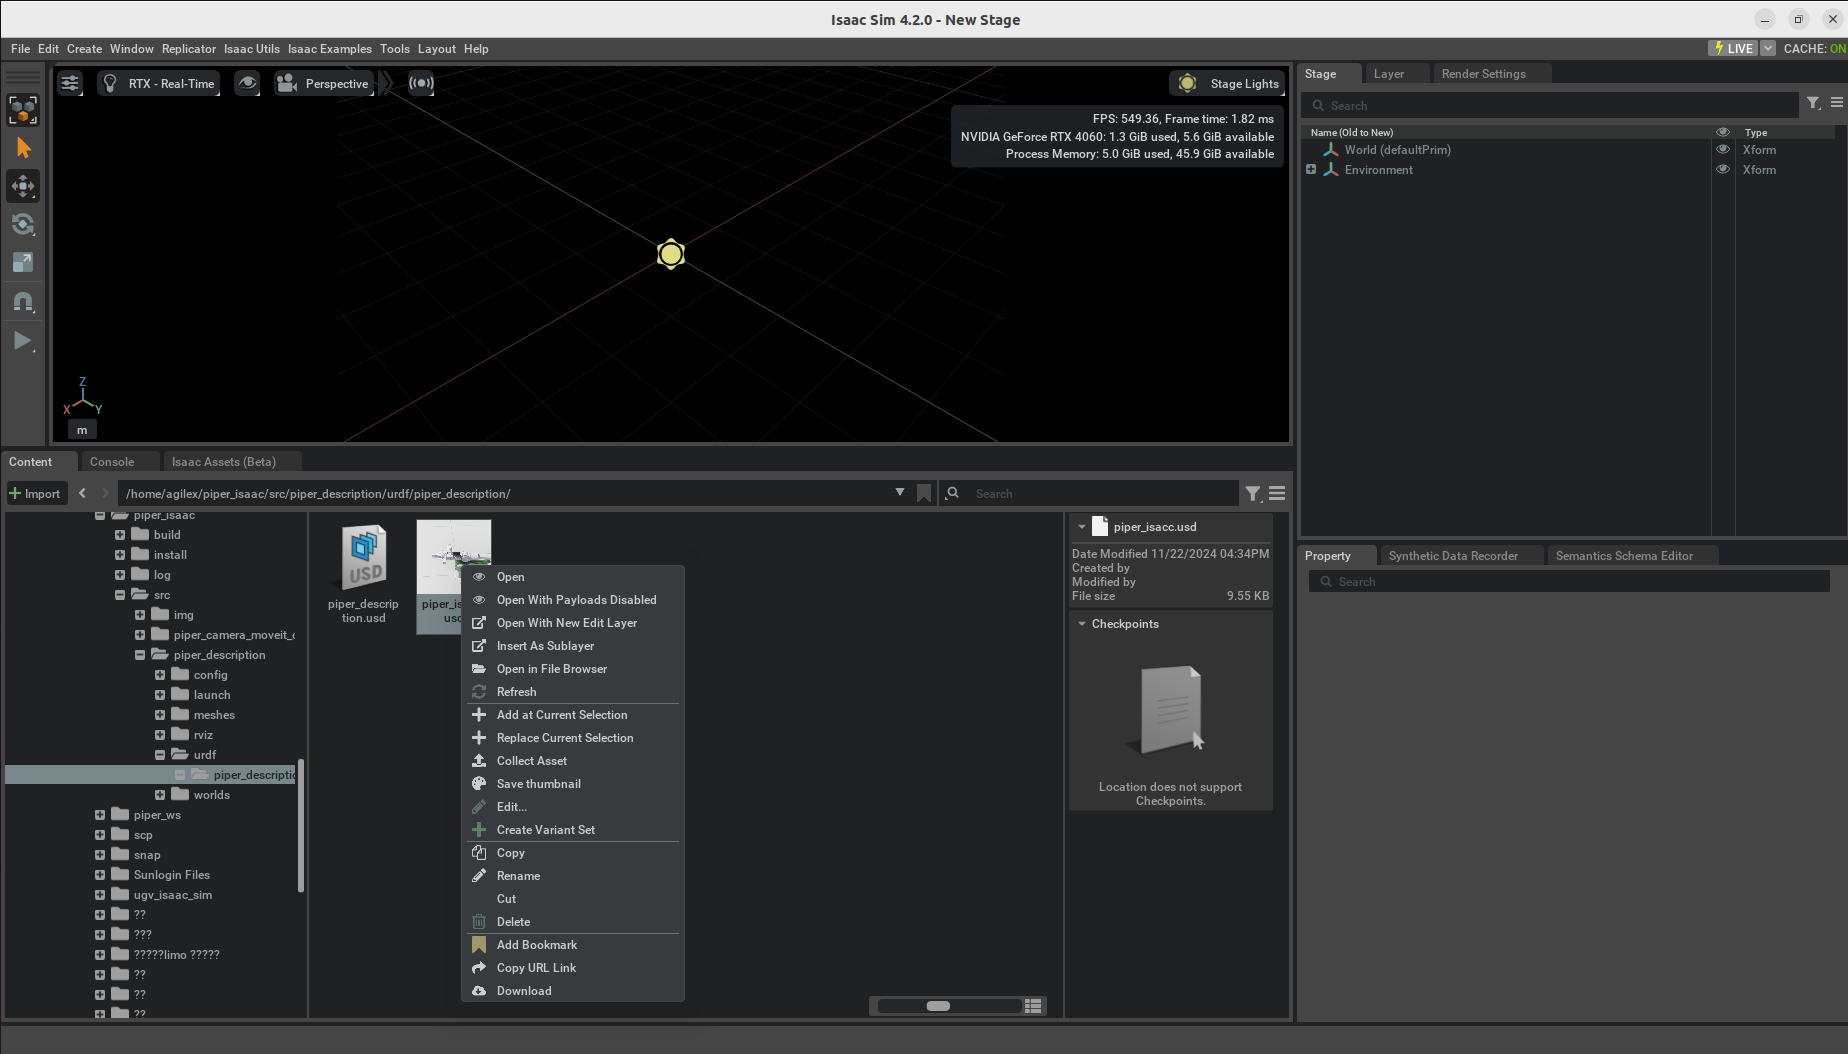 Isaac Sim 4.2.0 - New Stage
File Edit Create Window Replicator Isaac Utils Isaac Examples Tools Layout Help
LIVE CACHE: ON
RTX - Real-Time
Perspective
Stage Lights
FPS: 549.36, Frame time: 1.82 ms
NVIDIA GeForce RTX 4060: 1.3 GiB used, 5.6 GiB available
Process Memory: 5.0 GiB used, 45.9 GiB available
Z
X
Y
m
Stage Layer Render Settings
Search
Name (Old to New) Type
World (defaultPrim) Xform
Environment Xform
Content Console Isaac Assets (Beta)
Import
/home/agilex/piper_isaac/src/piper_description/urdf/piper_description/
Search
piper_isaac
build
install
log
src
img
piper_camera_moveit_c
piper_description
config
launch
meshes
rviz
urdf
piper_descriptic
worlds
piper_ws
scp
snap
Sunlogin Files
ugv_isaac_sim
??
???
?????limo ?????
??
??
??
USD
piper_descrip
tion.usd
piper_is
usc
Open
Open With Payloads Disabled
Open With New Edit Layer
Insert As Sublayer
Open in File Browser
Refresh
Add at Current Selection
Replace Current Selection
Collect Asset
Save thumbnail
Edit...
Create Variant Set
Copy
Rename
Cut
Delete
Add Bookmark
Copy URL Link
Download
piper_isacc.usd
Date Modified 11/22/2024 04:34PM
Created by
Modified by
File size 9.55 KB
Checkpoints
Location does not support
Checkpoints.
Property Synthetic Data Recorder Semantics Schema Editor
Search